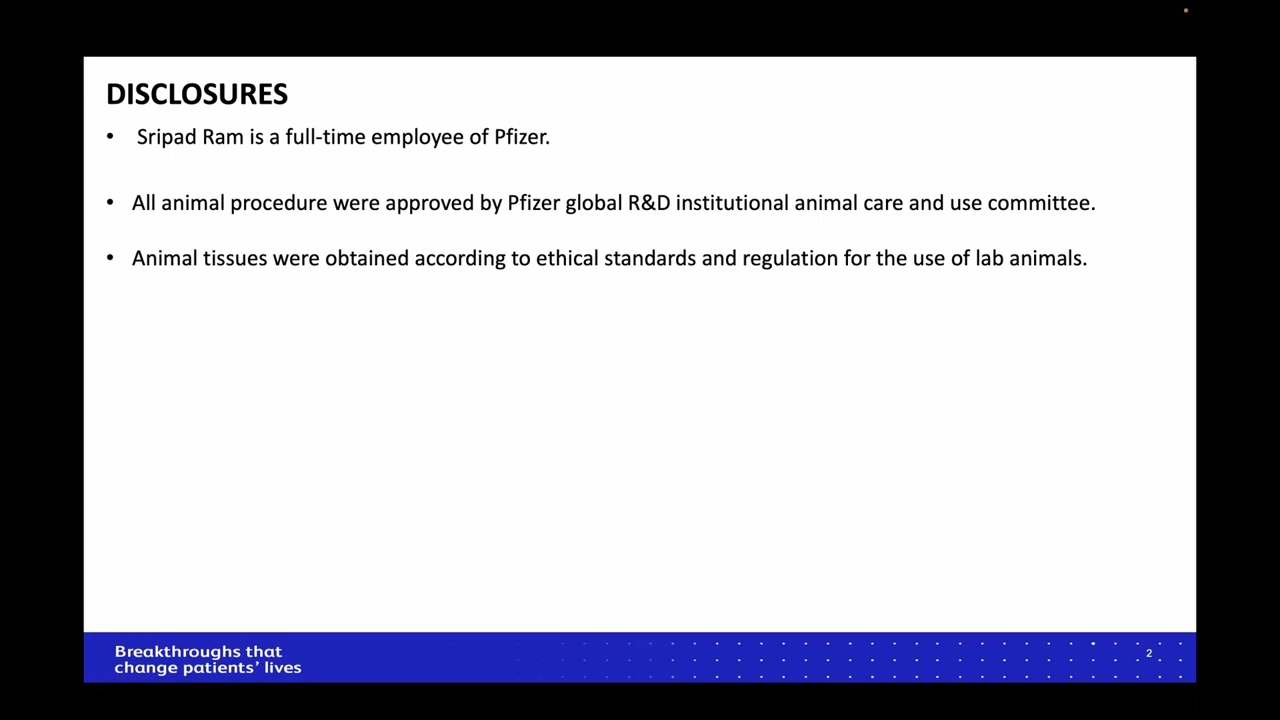 DISCLOSURES
• Sripad Ram is a full-time employee of Pfizer.
• All animal procedure were approved by Pfizer global R&D institutional animal care and use committee.
• Animal tissues were obtained according to ethical standards and regulation for the use of lab animals.
Breakthroughs that
change patients’ lives
2